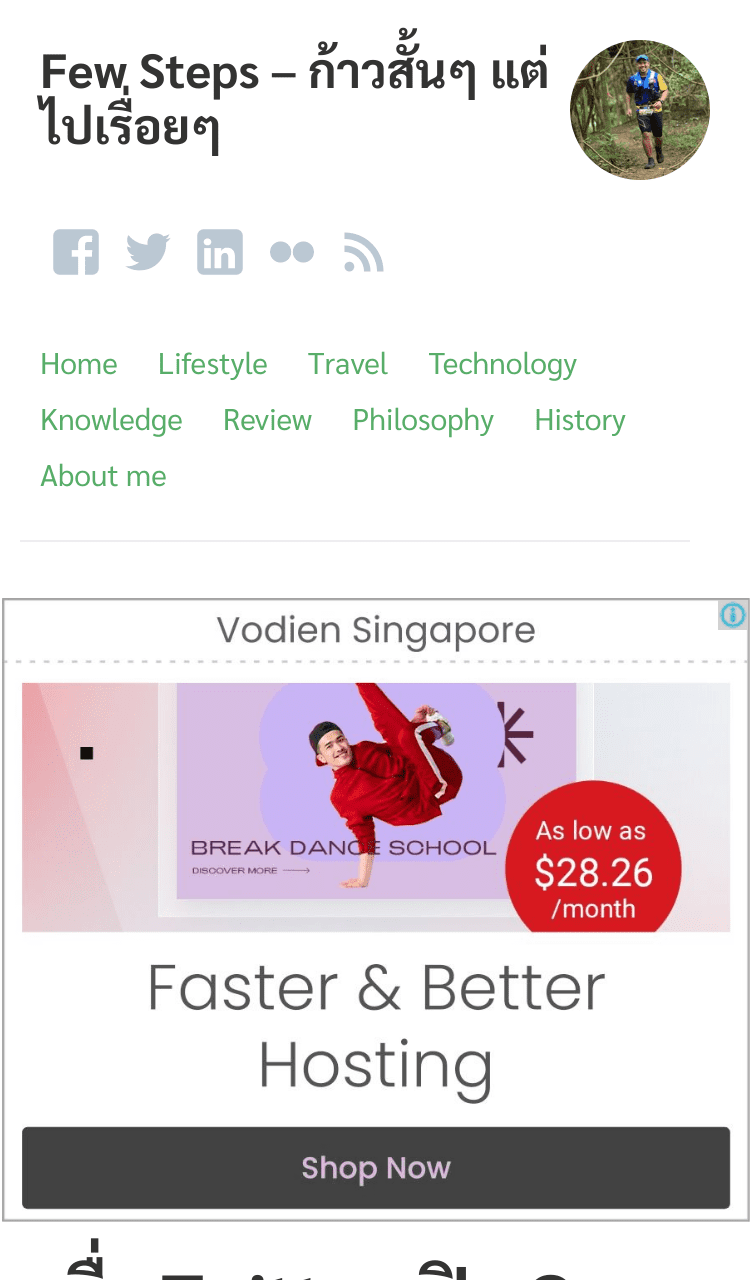 Few Steps – ก้าวสั้นๆ แต่
ไปเรื่อยๆ
Home Lifestyle Travel Technology
Knowledge Review Philosophy History
About me
Vodien Singapore
BREAK DANCE SCHOOL
DISCOVER MORE
As low as
$28.26
/month
Faster & Better
Hosting
Shop Now